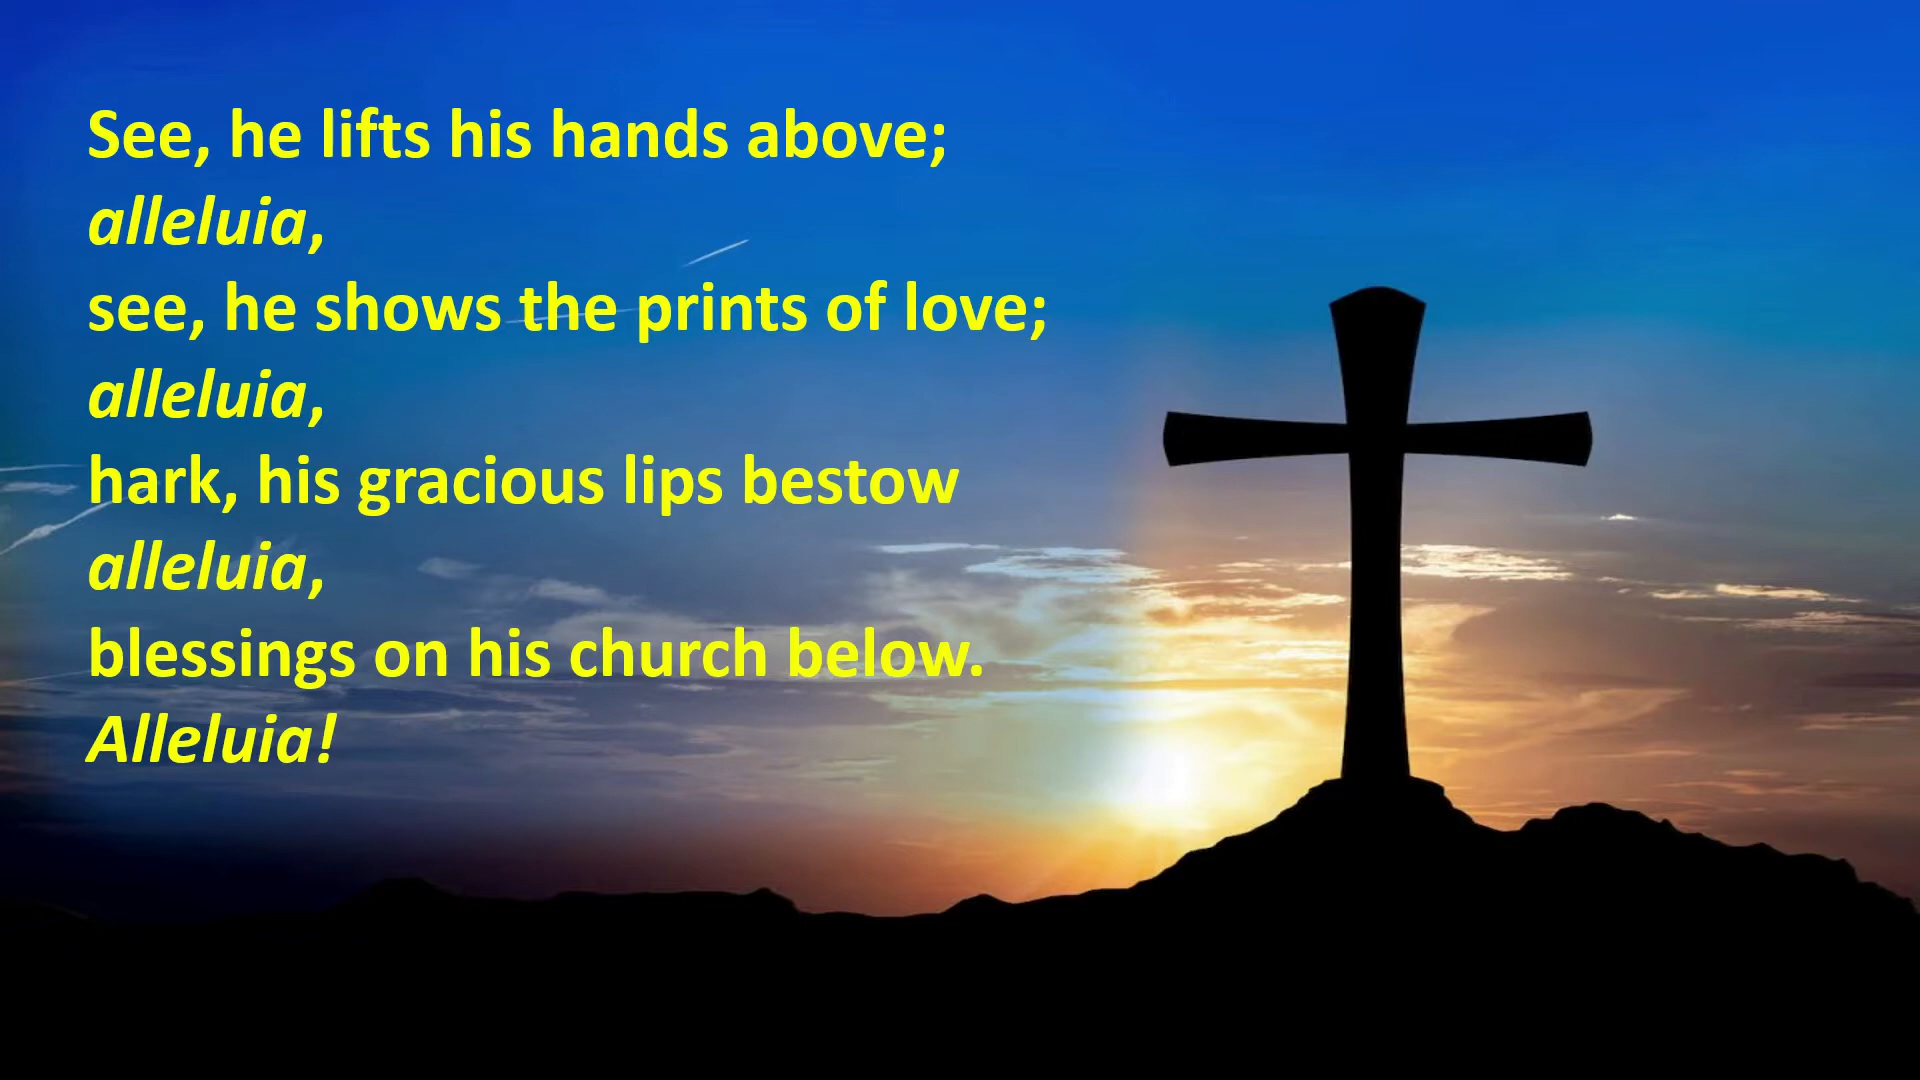 See, he lifts his hands above;
alleluia,
see, he shows the prints of love;
alleluia,
hark, his gracious lips bestow
alleluia,
blessings on his church below.
Alleluia!